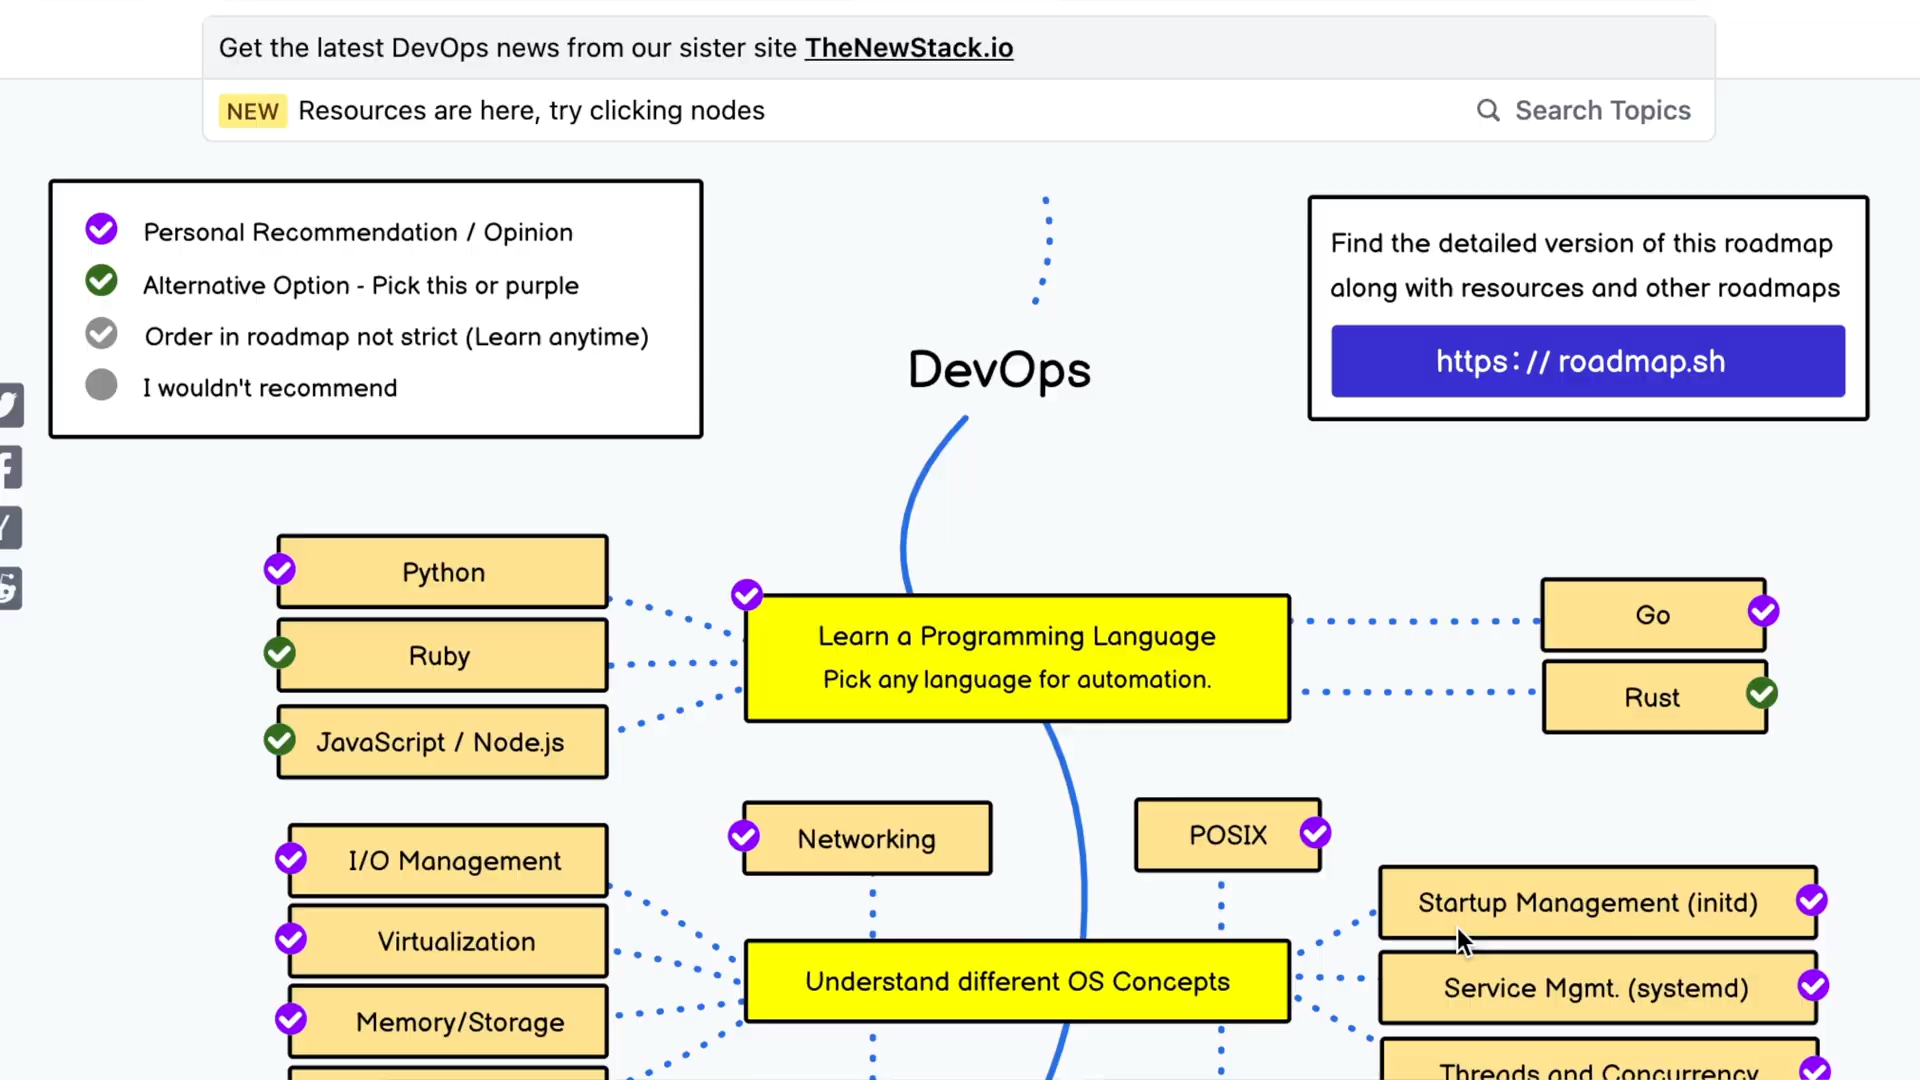 Get the latest DevOps news from our sister site TheNewStack.io
NEW Resources are here, try clicking nodes
Search Topics
Personal Recommendation / Opinion
Alternative Option - Pick this or purple
Order in roadmap not strict (Learn anytime)
I wouldn't recommend
Find the detailed version of this roadmap
along with resources and other roadmaps
https://roadmap.sh
DevOps
Python
Ruby
JavaScript / Node.js
Learn a Programming Language
Pick any language for automation.
Go
Rust
Networking
POSIX
I/O Management
Virtualization
Memory/Storage
Understand different OS Concepts
Startup Management (initd)
Service Mgmt. (systemd)
Threads and Concurrency